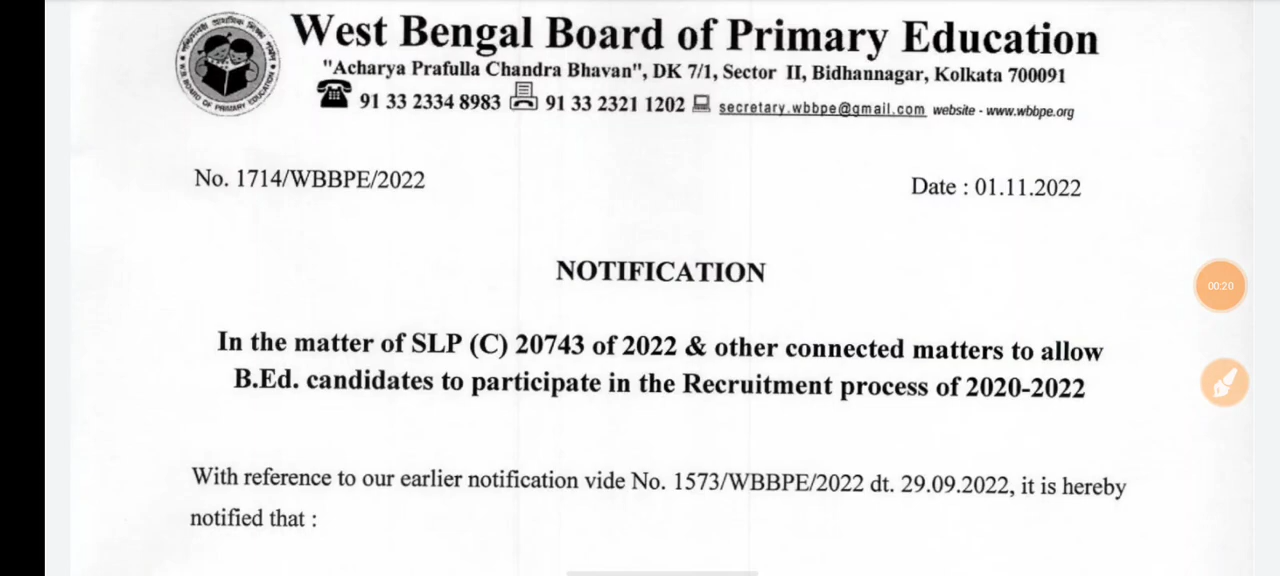 West Bengal Board of Primary Education
"Acharya Prafulla Chandra Bhavan", DK 7/1, Sector II, Bidhannagar, Kolkata 700091
91 33 2334 8983 91 33 2321 1202 secretary.wbbpe@gmail.com website - www.wbbpe.org
W.B. BOARD OF PRIMARY EDUCATION
No. 1714/WBBPE/2022
Date : 01.11.2022
NOTIFICATION
00:20
In the matter of SLP (C) 20743 of 2022 & other connected matters to allow
B.Ed. candidates to participate in the Recruitment process of 2020-2022
With reference to our earlier notification vide No. 1573/WBBPE/2022 dt. 29.09.2022, it is hereby
notified that :